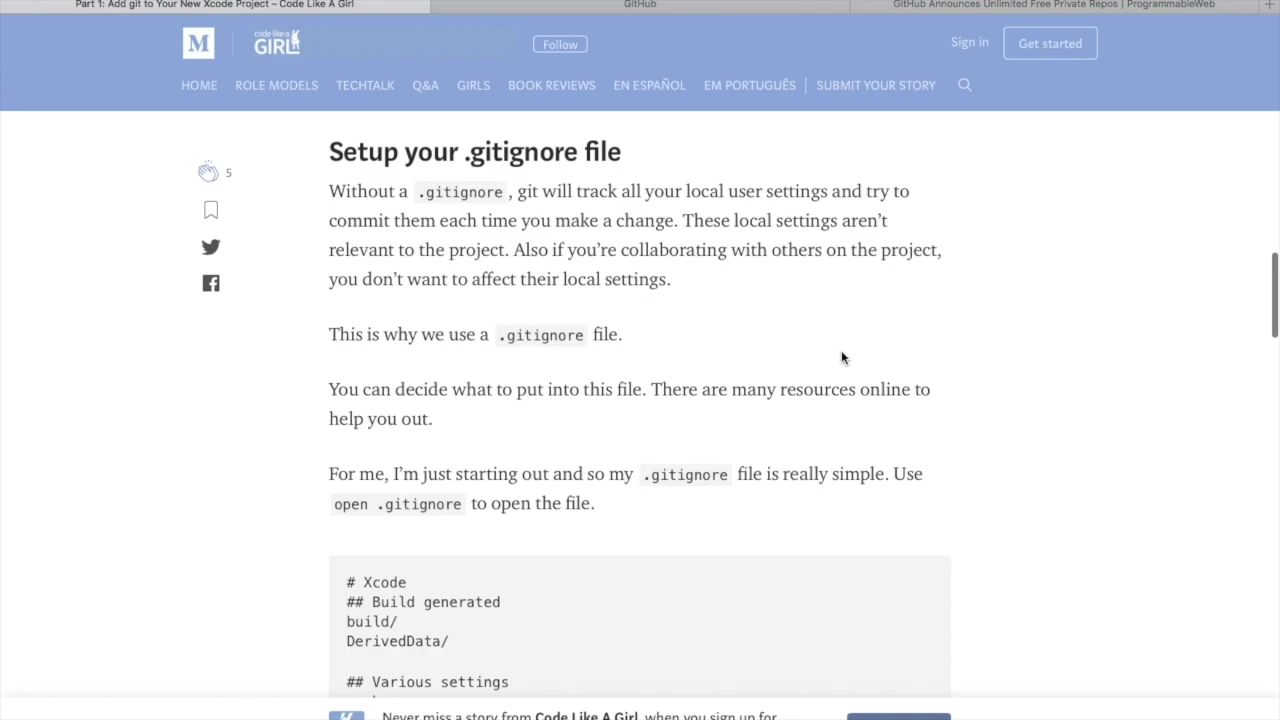 Part 1: Add git to Your New Xcode Project – Code Like A Girl
GitHub
GitHub Announces Unlimited Free Private Repos | ProgrammableWeb
M
code like a
GIRL
Follow
Sign in
Get started
HOME
ROLE MODELS
TECHTALK
Q&A
GIRLS
BOOK REVIEWS
EN ESPAÑOL
EM PORTUGUÊS
SUBMIT YOUR STORY
5
Setup your .gitignore file
Without a .gitignore, git will track all your local user settings and try to
commit them each time you make a change. These local settings aren't
relevant to the project. Also if you're collaborating with others on the project,
you don't want to affect their local settings.
This is why we use a .gitignore file.
You can decide what to put into this file. There are many resources online to
help you out.
For me, I'm just starting out and so my .gitignore file is really simple. Use
open .gitignore to open the file.
# Xcode
## Build generated
build/
DerivedData/
## Various settings
Never miss a story from Code Like A Girl, when you sign up for